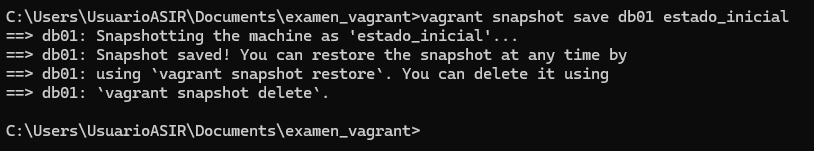 C:\Users\UsuarioASIR\Documents\examen_vagrant>vagrant snapshot save db01 estado_inicial
==> db01: Snapshotting the machine as 'estado_inicial'...
==> db01: Snapshot saved! You can restore the snapshot at any time by
==> db01: using `vagrant snapshot restore`. You can delete it using
==> db01: `vagrant snapshot delete`.
C:\Users\UsuarioASIR\Documents\examen_vagrant>